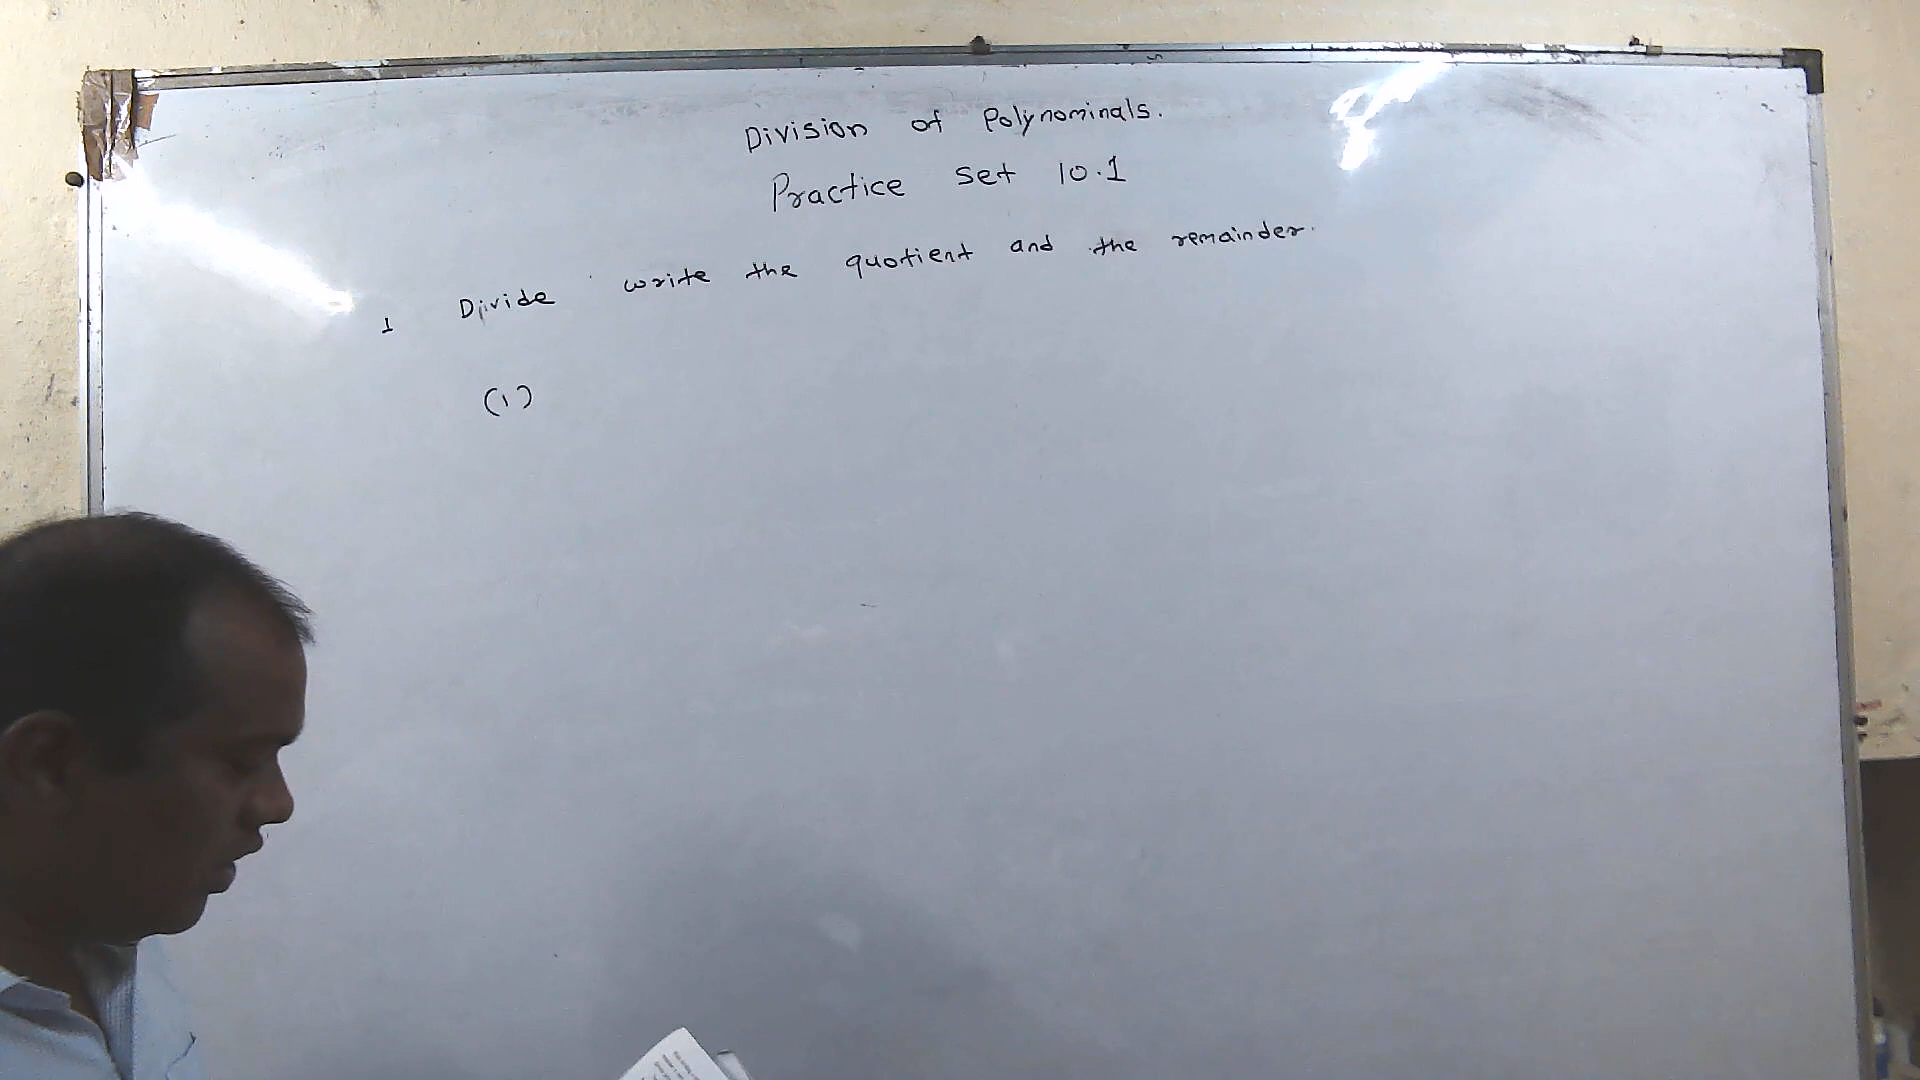 Division of Polynominals.
Practice Set 10.1
1 Divide write the quotient and the remainder.
(1)